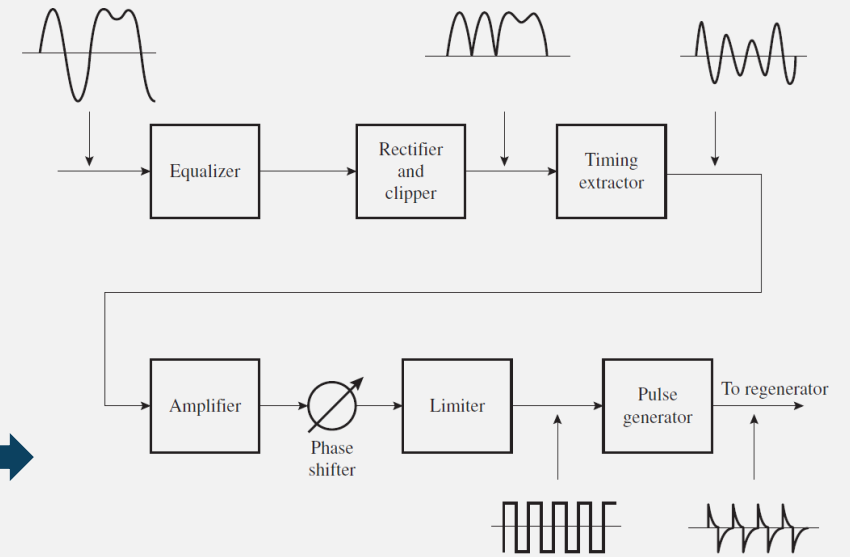 Equalizer
Rectifier
and
clipper
Timing
extractor
Amplifier
Phase
shifter
Limiter
Pulse
generator
To regenerator